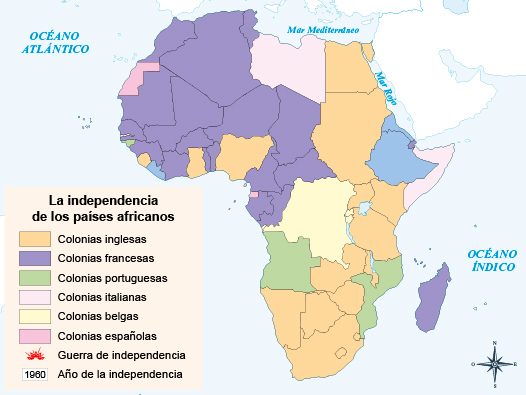 OCÉANO
ATLÁNTICO
Mar Mediterráneo
Mar Rojo
La independencia
de los países africanos
Colonias inglesas
Colonias francesas
Colonias portuguesas
Colonias italianas
Colonias belgas
Colonias españolas
Guerra de independencia
1960 Año de la independencia
OCÉANO
ÍNDICO
N
O E
S